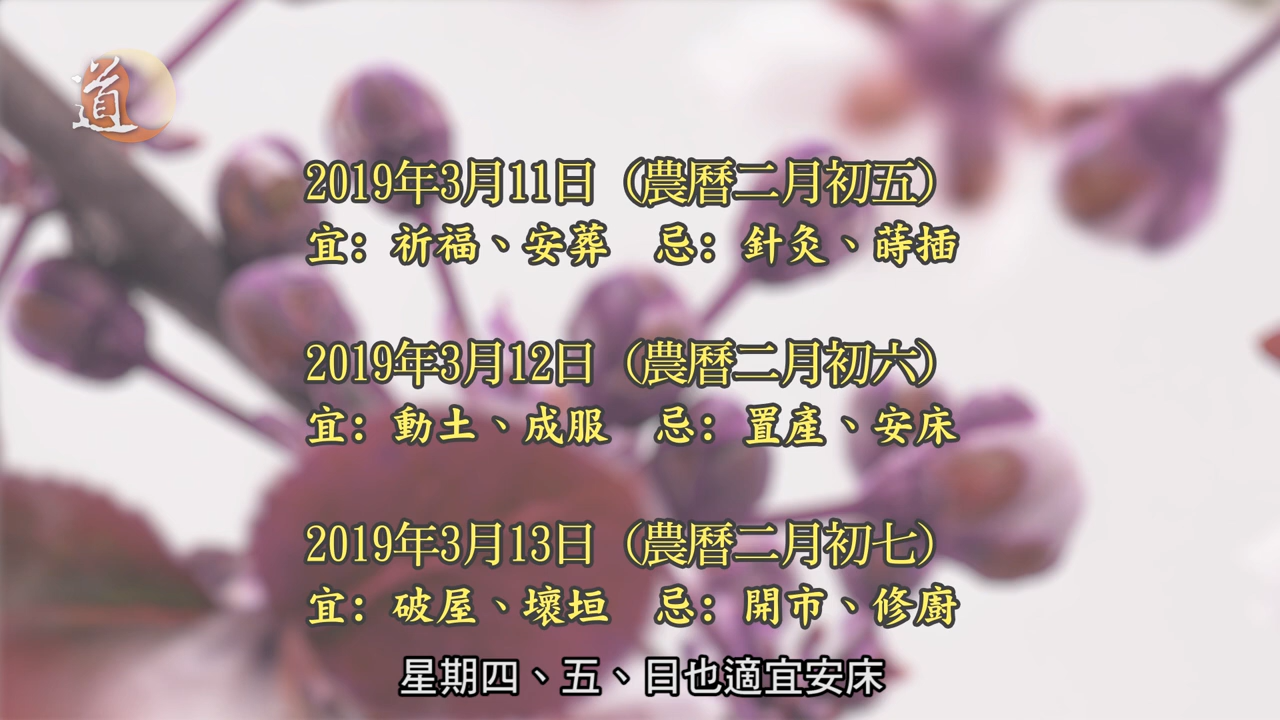 道
2019年3月11日（農曆二月初五）
宜：祈福、安葬　忌：針灸、蒔插
2019年3月12日（農曆二月初六）
宜：動土、成服　忌：置產、安床
2019年3月13日（農曆二月初七）
宜：破屋、壞垣　忌：開市、修廚
星期四、五、日也適宜安床